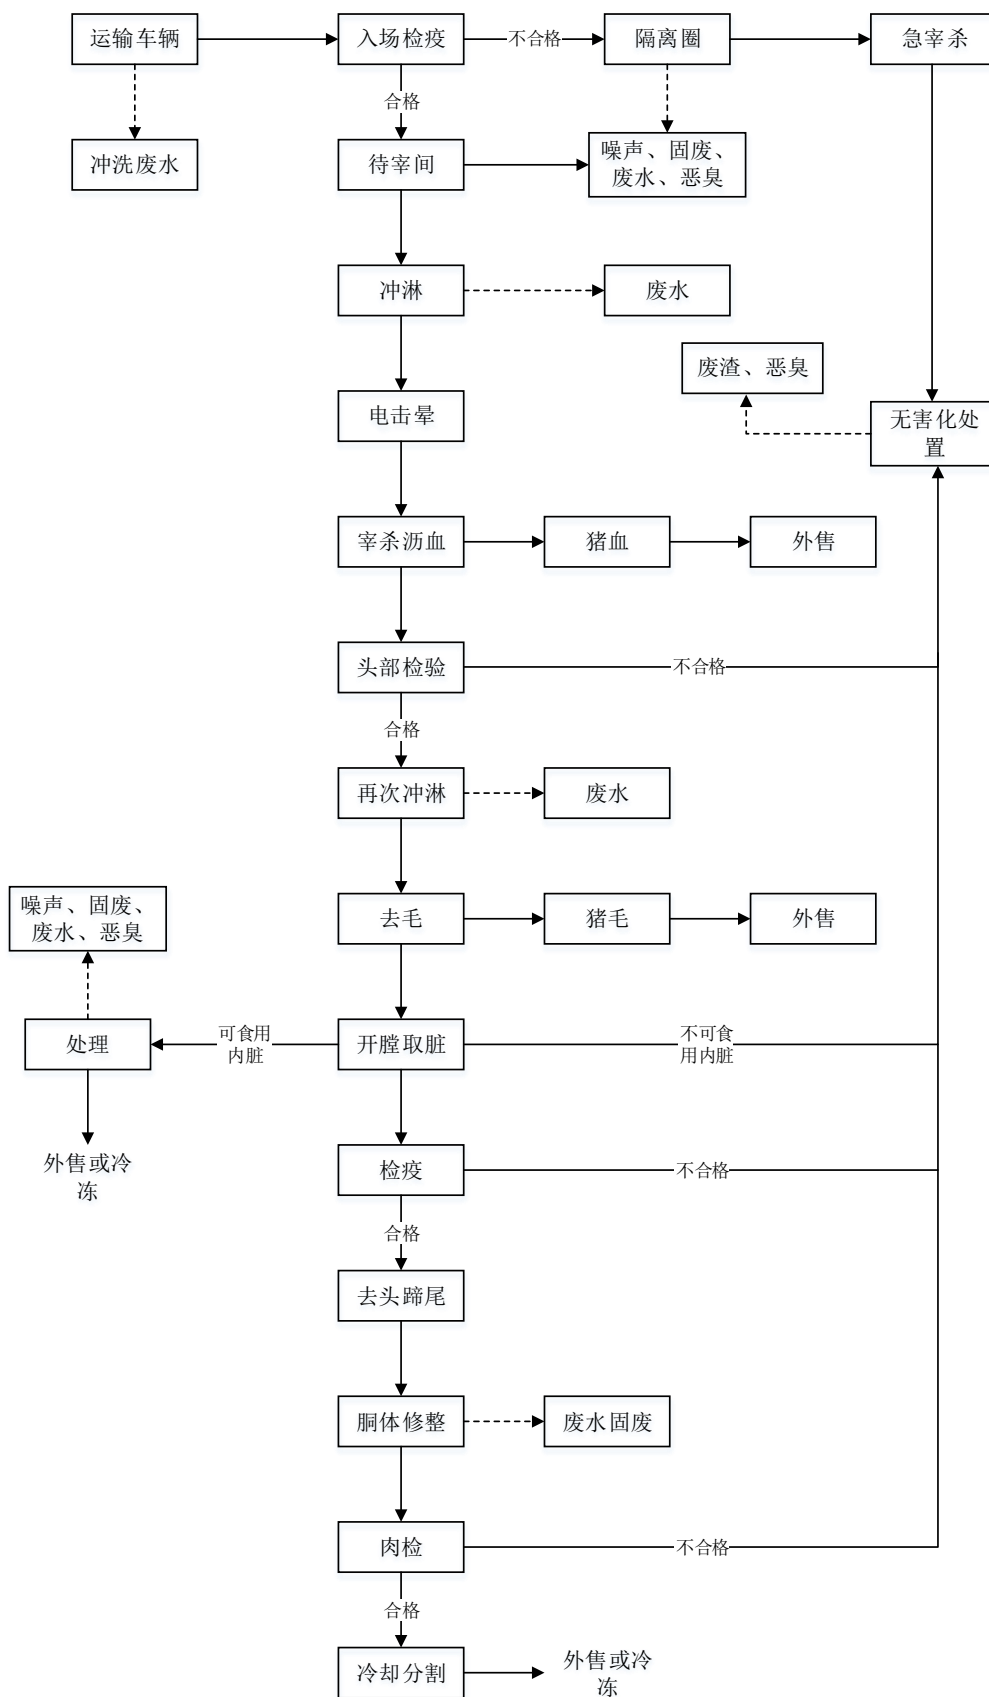 运输车辆
入场检疫
不合格
隔离圈
急宰杀
合格
冲洗废水
待宰间
噪声、固废、
废水、恶臭
冲淋
废水
废渣、恶臭
电击晕
无害化处
置
宰杀沥血
猪血
外售
头部检验
不合格
合格
再次冲淋
废水
噪声、固废、
废水、恶臭
去毛
猪毛
外售
处理
可食用
内脏
开膛取脏
不可食
用内脏
外售或冷
冻
检疫
不合格
合格
去头蹄尾
胴体修整
废水固废
肉检
不合格
合格
冷却分割
外售或冷
冻